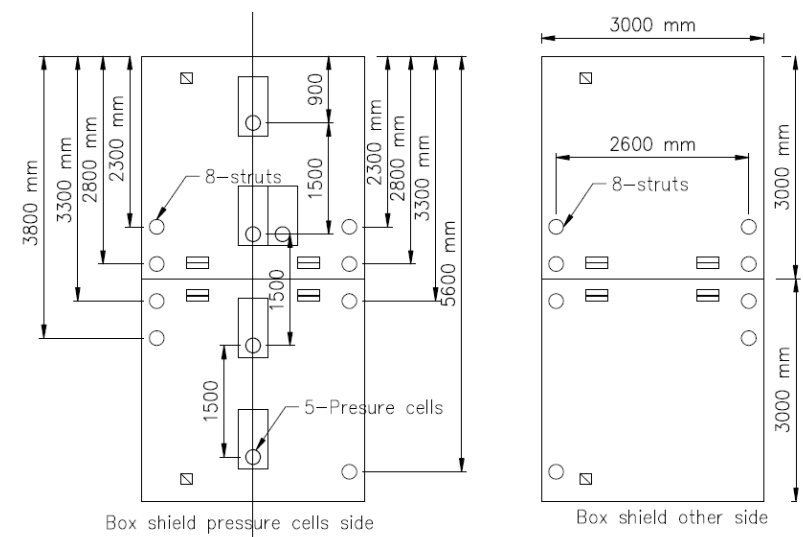 3000 mm
900
2300 mm
2800 mm
3300 mm
3800 mm
8-struts
1500
2300 mm
2800 mm
3300 mm
5600 mm
2600 mm
8-struts
3000 mm
1500
1500
5-Presure cells
3000 mm
Box shield pressure cells side
Box shield other side